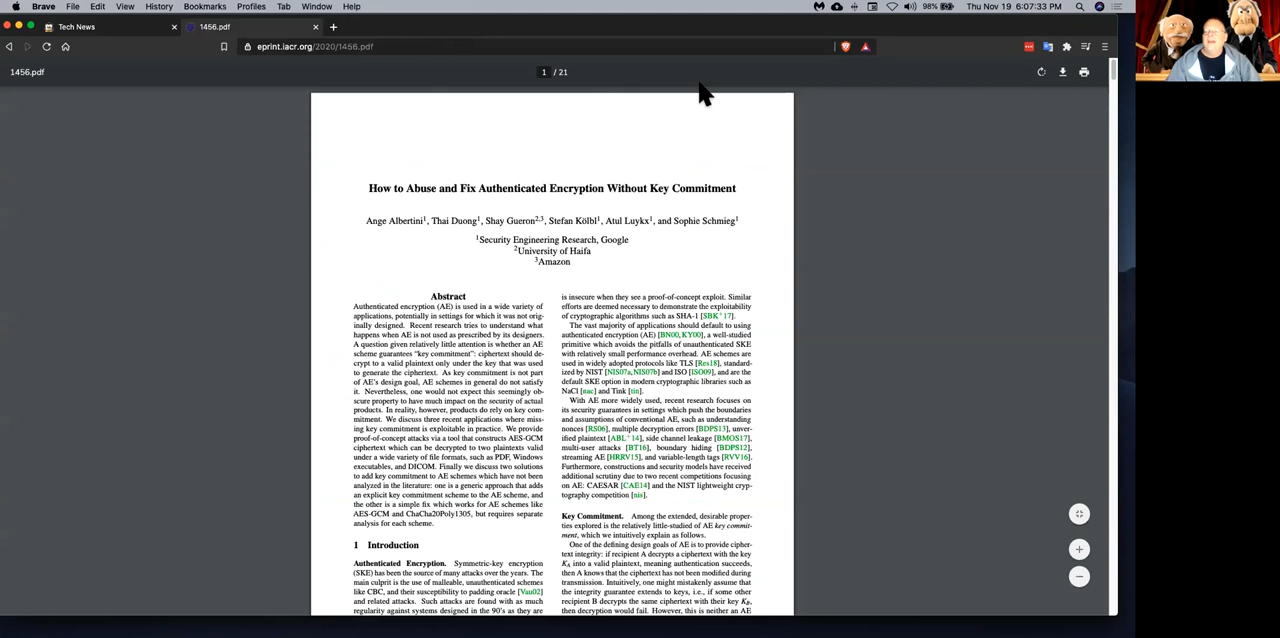 Brave File Edit View History Bookmarks Profiles Tab Window Help
98% Thu Nov 19 6:07:33 PM
Tech News
1456.pdf
eprint.iacr.org/2020/1456.pdf
1456.pdf
1 / 21
How to Abuse and Fix Authenticated Encryption Without Key Commitment
Ange Albertini1, Thai Duong1, Shay Gueron2,3, Stefan Kölbl1, Atul Luykx1, and Sophie Schmieg1
1Security Engineering Research, Google
2University of Haifa
3Amazon
Abstract
Authenticated encryption (AE) is used in a wide variety of
applications, potentially in settings for which it was not orig-
inally designed. Recent research tries to understand what
happens when AE is not used as prescribed by its designers.
A question given relatively little attention is whether an AE
scheme guarantees “key commitment”: ciphertext should de-
crypt to a valid plaintext only under the key that was used
to generate the ciphertext. As key commitment is not part
of AE’s design goal, AE schemes in general do not satisfy
it. Nevertheless, one would not expect this seemingly ob-
scure property to have much impact on the security of actual
products. In reality, however, products do rely on key com-
mitment. We discuss three recent applications where miss-
ing key commitment is exploitable in practice. We provide
proof-of-concept attacks via a tool that constructs AES-GCM
ciphertext which can be decrypted to two plaintexts valid
under a wide variety of file formats, such as PDF, Windows
executables, and DICOM. Finally we discuss two solutions
to add key commitment to AE schemes which have not been
analyzed in the literature: one is a generic approach that adds
an explicit key commitment scheme to the AE scheme, and
the other is a simple fix which works for AE schemes like
AES-GCM and ChaCha20Poly1305, but requires separate
analysis for each scheme.
1 Introduction
Authenticated Encryption. Symmetric-key encryption
(SKE) has been the source of many attacks over the years. The
main culprit is the use of malleable, unauthenticated schemes
like CBC, and their susceptibility to padding oracle [Vau02]
and related attacks. Such attacks are found with as much
regularity against systems designed in the 90’s as they are
is insecure when they see a proof-of-concept exploit. Similar
efforts are deemed necessary to demonstrate the exploitability
of cryptographic algorithms such as SHA-1 [SBK+17].
The vast majority of applications should default to using
authenticated encryption (AE) [BN00,KY00], a well-studied
primitive which avoids the pitfalls of unauthenticated SKE
with relatively small performance overhead. AE schemes are
used in widely adopted protocols like TLS [Res18], standard-
ized by NIST [NIS07a,NIS07b] and ISO [ISO09], and are the
default SKE option in modern cryptographic libraries such as
NaCl [nac] and Tink [tin].
With AE more widely used, recent research focuses on
its security guarantees in settings which push the boundaries
and assumptions of conventional AE, such as understanding
nonces [RS06], multiple decryption errors [BDPS13], unver-
ified plaintext [ABL+14], side channel leakage [BMOS17],
multi-user attacks [BT16], boundary hiding [BDPS12],
streaming AE [HRRV15], and variable-length tags [RVV16].
Furthermore, constructions and security models have received
additional scrutiny due to two recent competitions focusing
on AE: CAESAR [CAE14] and the NIST lightweight cryp-
tography competition [nis].
Key Commitment. Among the extended, desirable proper-
ties explored is the relatively little-studied of AE key commit-
ment, which we intuitively explain as follows.
One of the defining design goals of AE is to provide cipher-
text integrity: if recipient A decrypts a ciphertext with the key
KA into a valid plaintext, meaning authentication succeeds,
then A knows that the ciphertext has not been modified during
transmission. Intuitively, one might mistakenly assume that
the integrity guarantee extends to keys, i.e., if some other
recipient B decrypts the same ciphertext with their key KB,
then decryption would fail. However, this is neither an AE